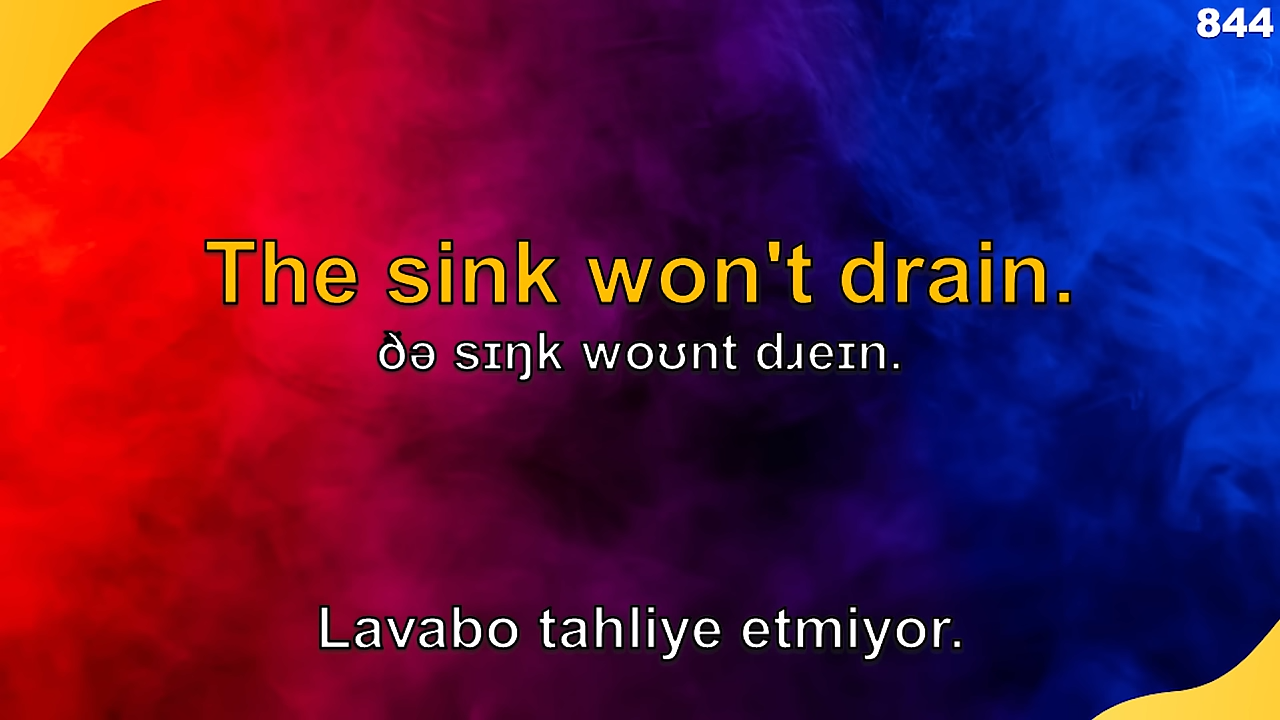 844
The sink won't drain.
ðə sɪŋk woʊnt dɹeɪn.
Lavabo tahliye etmiyor.